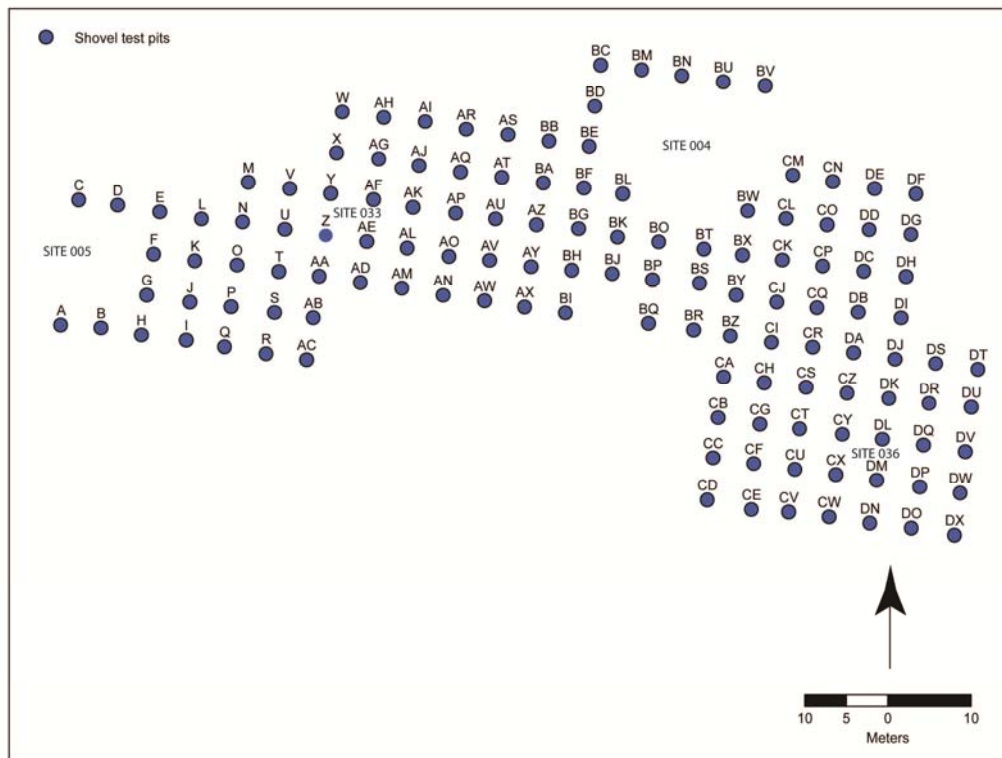 Shovel test pits
BC
BM
BN
BU
BV
BD
W
AH
AI
AR
AS
BB
BE
SITE 004
X
AG
AJ
AQ
AT
BA
BF
BL
CM
CN
DE
DF
M
V
Y
AF
AK
AP
AU
AZ
BG
BK
BO
BT
BW
CL
CO
DD
DG
C
D
E
L
N
U
Z
SITE 033
AE
AL
AO
AV
AY
BH
BJ
BP
BS
BX
CK
CP
DC
DH
SITE 005
F
K
O
T
AA
AD
AM
AN
AW
AX
BI
BQ
BR
BY
CJ
CQ
DB
DI
G
J
P
S
AB
BZ
CI
CR
DA
DJ
DS
DT
A
B
H
I
Q
R
AC
CA
CH
CS
CZ
DK
DR
DU
CB
CG
CT
CY
DL
DQ
DV
SITE 036
CC
CF
CU
CX
DM
DP
DW
CD
CE
CV
CW
DN
DO
DX
10 5 0 10
Meters